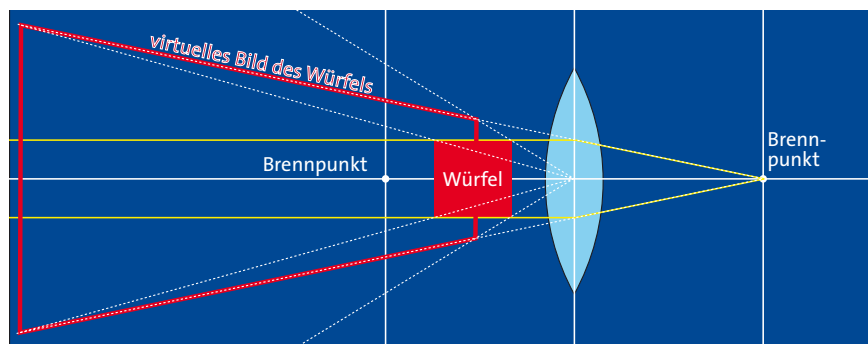 virtuelles Bild des Würfels
Brennpunkt
Würfel
Brenn-
punkt